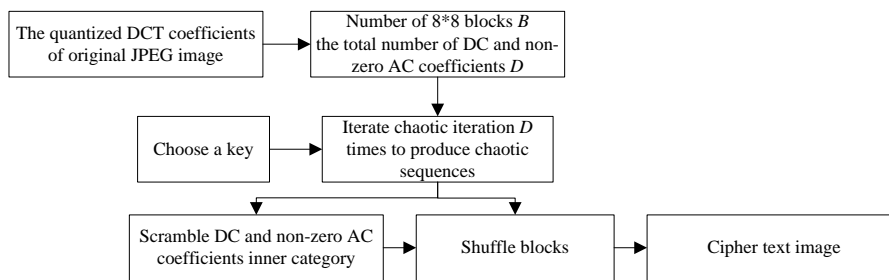 The quantized DCT coefficients
of original JPEG image
Number of 8*8 blocks B
the total number of DC and non-
zero AC coefficients D
Choose a key
Iterate chaotic iteration D
times to produce chaotic
sequences
Scramble DC and non-zero AC
coefficients inner category
Shuffle blocks
Cipher text image